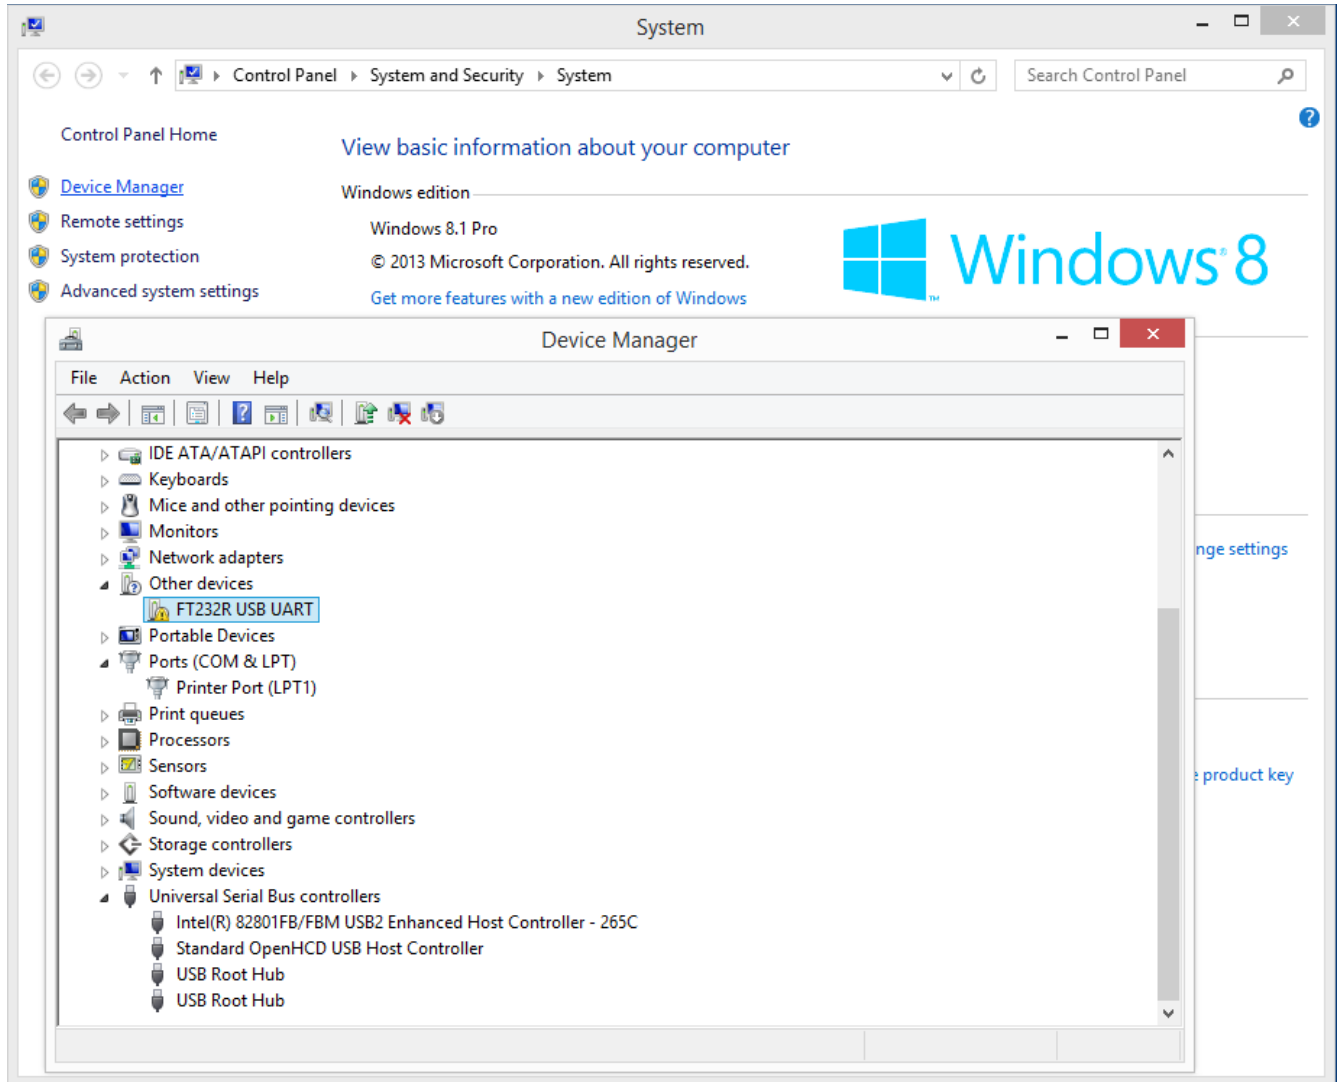 System
Control Panel System and Security System
Search Control Panel
Control Panel Home
Device Manager
Remote settings
System protection
Advanced system settings
View basic information about your computer
Windows edition
Windows 8.1 Pro
© 2013 Microsoft Corporation. All rights reserved.
Get more features with a new edition of Windows
Windows 8
Device Manager
File Action View Help
IDE ATA/ATAPI controllers
Keyboards
Mice and other pointing devices
Monitors
Network adapters
Other devices
FT232R USB UART
Portable Devices
Ports (COM & LPT)
Printer Port (LPT1)
Print queues
Processors
Sensors
Software devices
Sound, video and game controllers
Storage controllers
System devices
Universal Serial Bus controllers
Intel(R) 82801FB/FBM USB2 Enhanced Host Controller - 265C
Standard OpenHCD USB Host Controller
USB Root Hub
USB Root Hub
nge settings
product key